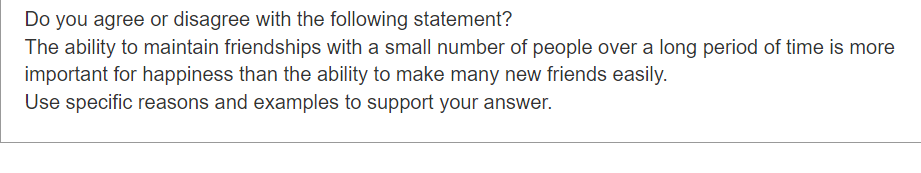 Do you agree or disagree with the following statement?
The ability to maintain friendships with a small number of people over a long period of time is more
important for happiness than the ability to make many new friends easily.
Use specific reasons and examples to support your answer.